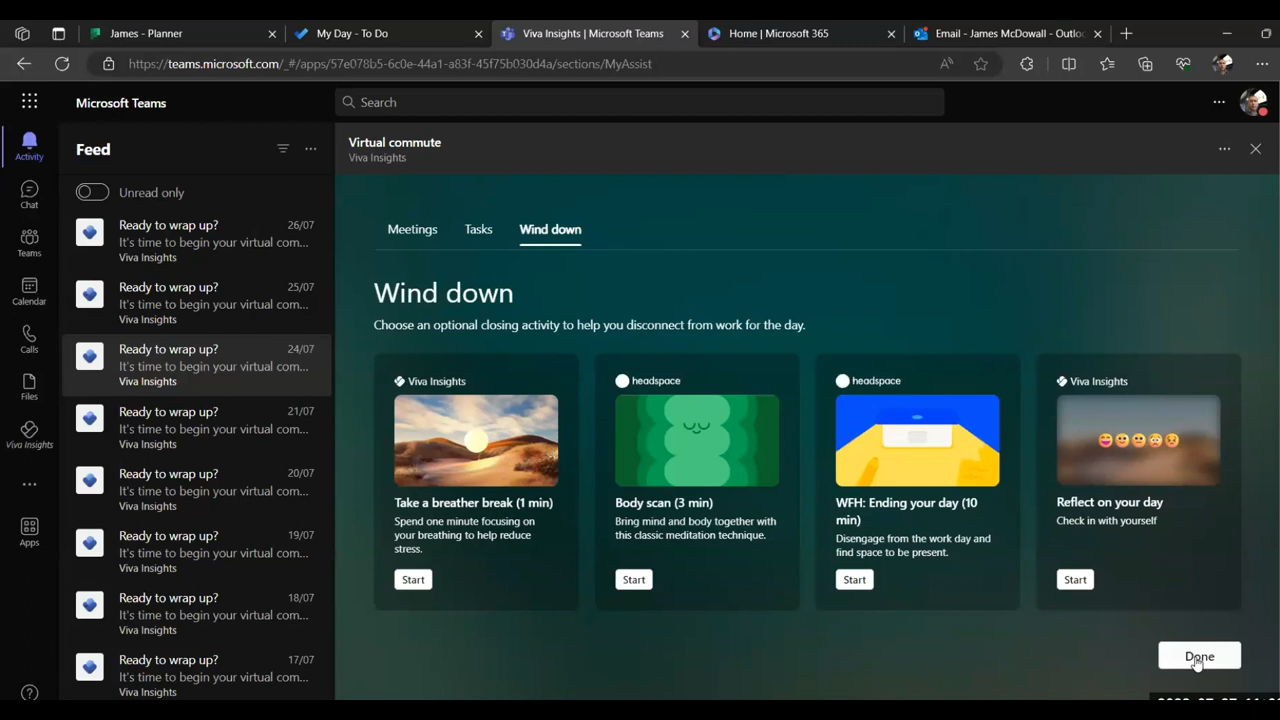 James - Planner
My Day - To Do
Viva Insights | Microsoft Teams
Home | Microsoft 365
Email - James McDowall - Outlo
https://teams.microsoft.com/_#/apps/57e078b5-6c0e-44a1-a83f-45f75b030d4a/sections/MyAssist
Microsoft Teams
Search
Activity
Chat
Teams
Calendar
Calls
Files
Viva Insights
Apps
Feed
Unread only
Ready to wrap up? 26/07
It's time to begin your virtual com...
Viva Insights
Ready to wrap up? 25/07
It's time to begin your virtual com...
Viva Insights
Ready to wrap up? 24/07
It's time to begin your virtual com...
Viva Insights
Ready to wrap up? 21/07
It's time to begin your virtual com...
Viva Insights
Ready to wrap up? 20/07
It's time to begin your virtual com...
Viva Insights
Ready to wrap up? 19/07
It's time to begin your virtual com...
Viva Insights
Ready to wrap up? 18/07
It's time to begin your virtual com...
Viva Insights
Ready to wrap up? 17/07
It's time to begin your virtual com...
Viva Insights
Virtual commute
Viva Insights
Meetings
Tasks
Wind down
Wind down
Choose an optional closing activity to help you disconnect from work for the day.
Viva Insights
Take a breather break (1 min)
Spend one minute focusing on
your breathing to help reduce
stress.
Start
headspace
Body scan (3 min)
Bring mind and body together with
this classic meditation technique.
Start
headspace
WFH: Ending your day (10
min)
Disengage from the work day and
find space to be present.
Start
Viva Insights
Reflect on your day
Check in with yourself
Start
Done